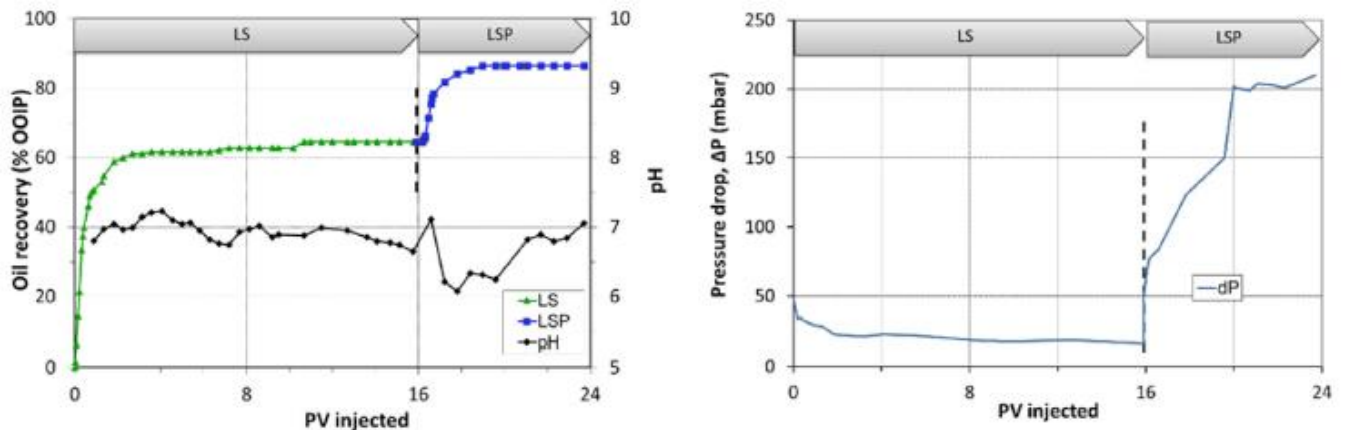 LS
LSP
Oil recovery (% OOIP)
100
80
60
40
20
0
10
9
8
7
6
5
pH
LS
LSP
pH
0
8
16
24
PV injected
LS
LSP
Pressure drop, ΔP (mbar)
250
200
150
100
50
0
dP
0
8
16
24
PV injected